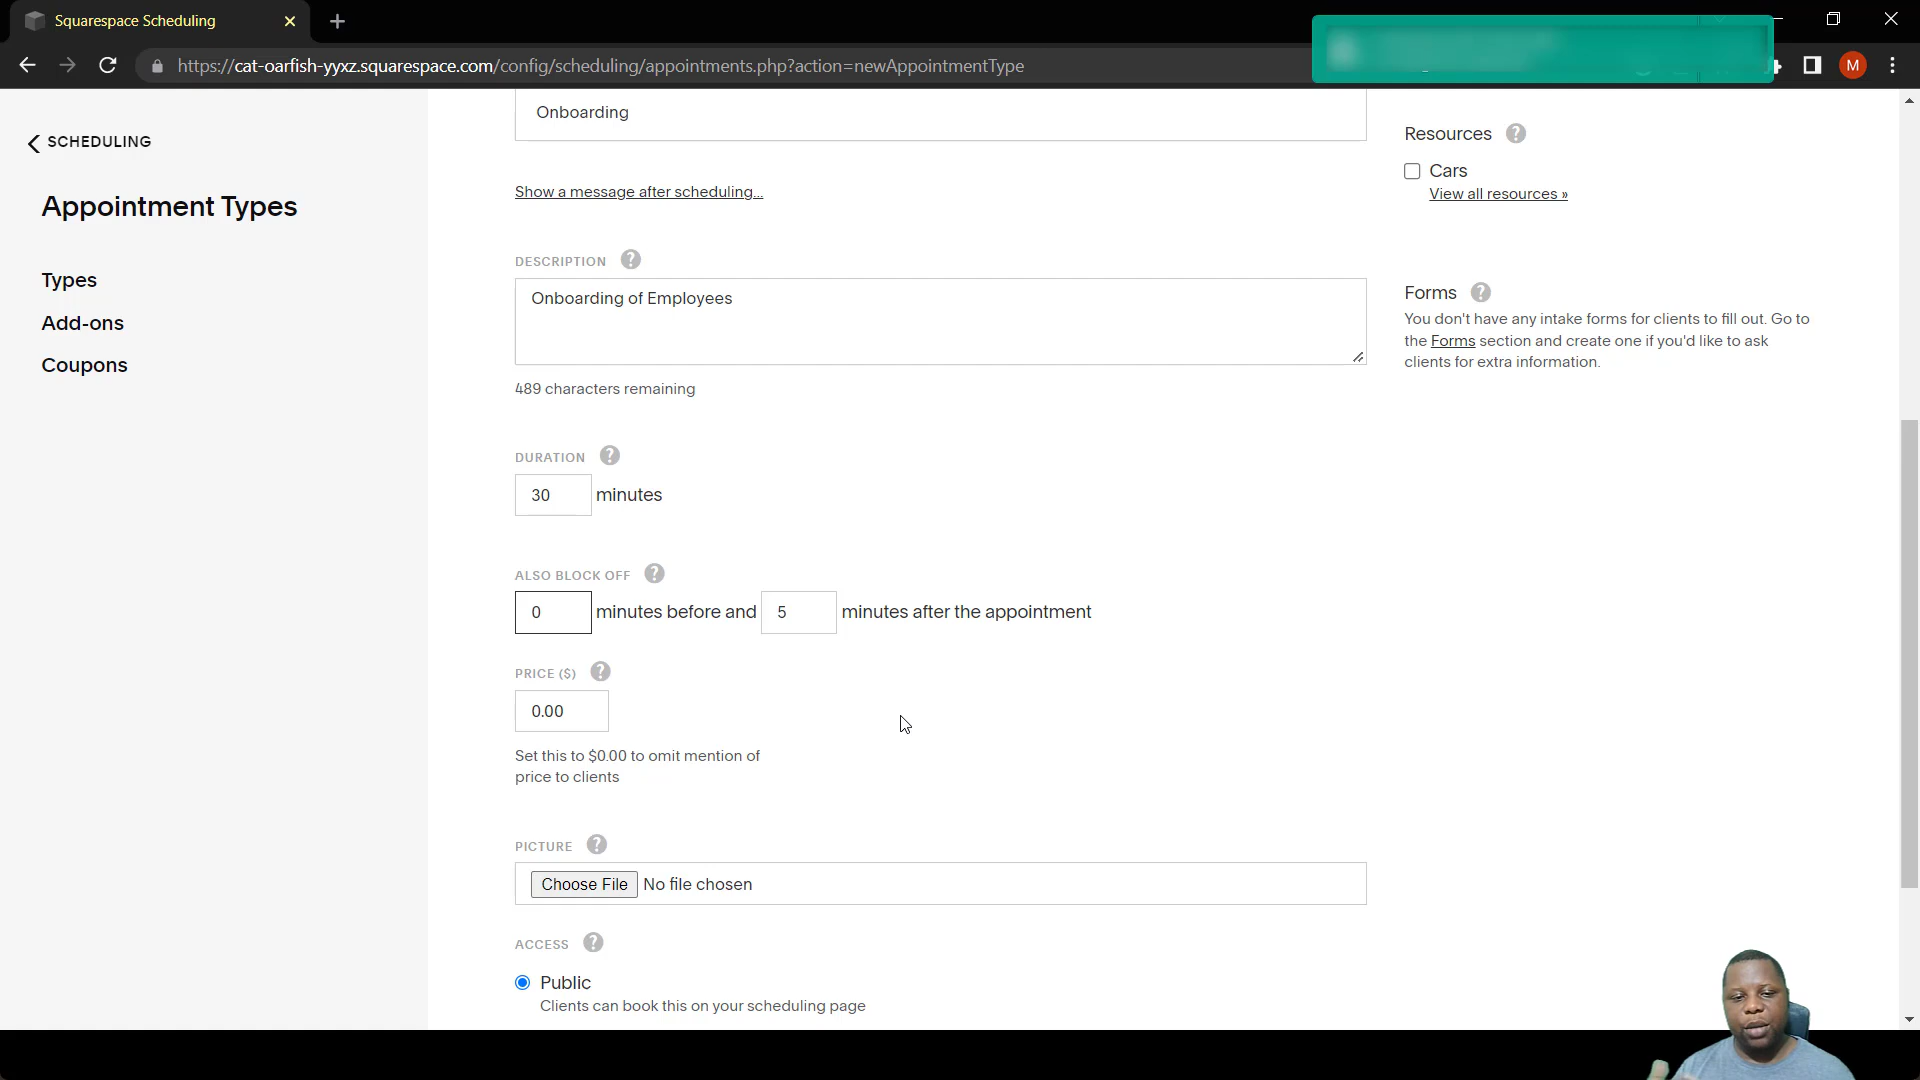 Squarespace Scheduling
https://cat-oarfish-yyxz.squarespace.com/config/scheduling/appointments.php?action=newAppointmentType
M
SCHEDULING
Appointment Types
Types
Add-ons
Coupons
Onboarding
Show a message after scheduling...
DESCRIPTION ?
Onboarding of Employees
489 characters remaining
DURATION ?
30 minutes
ALSO BLOCK OFF ?
0 minutes before and 5 minutes after the appointment
PRICE ($) ?
0.00
Set this to $0.00 to omit mention of
price to clients
PICTURE ?
Choose File No file chosen
ACCESS ?
Public
Clients can book this on your scheduling page
Resources ?
Cars
View all resources »
Forms ?
You don't have any intake forms for clients to fill out. Go to
the Forms section and create one if you'd like to ask
clients for extra information.